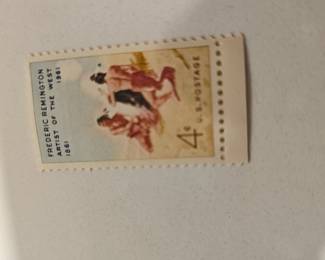 FREDERIC REMINGTON
ARTIST OF THE WEST
1861 1961
4¢ U.S. POSTAGE